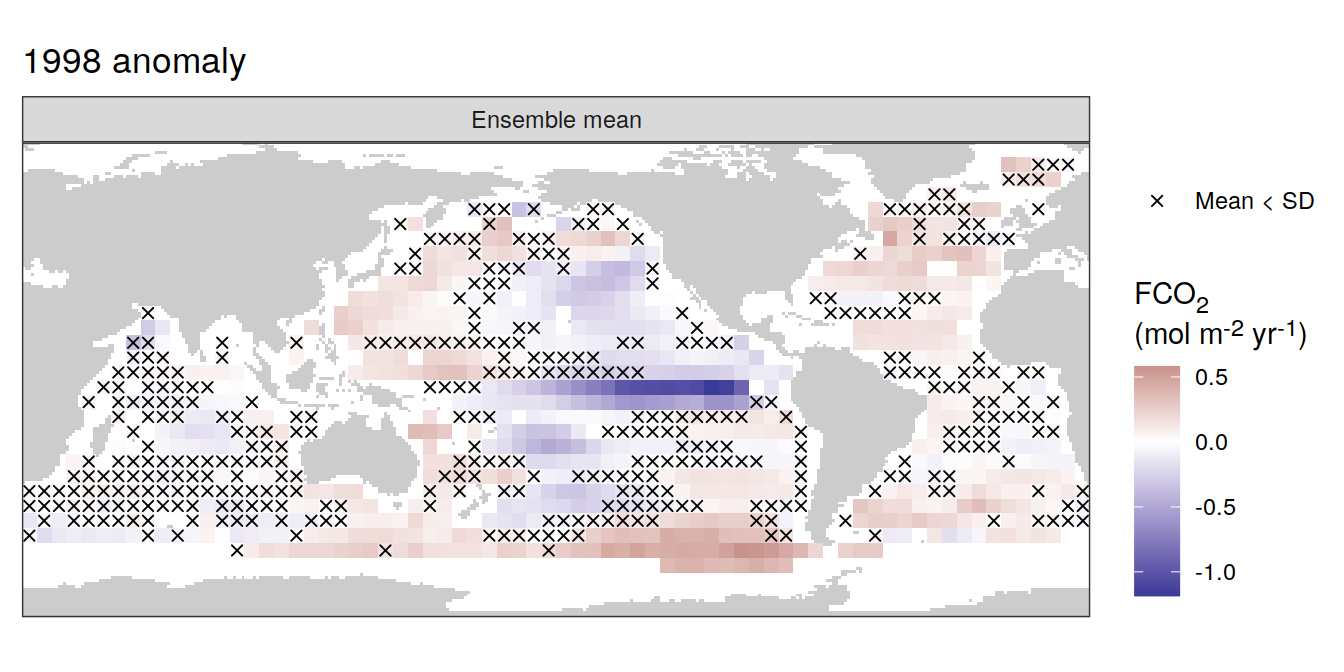 1998 anomaly
Ensemble mean
× Mean < SD
FCO₂
(mol m⁻² yr⁻¹)
0.5
0.0
-0.5
-1.0